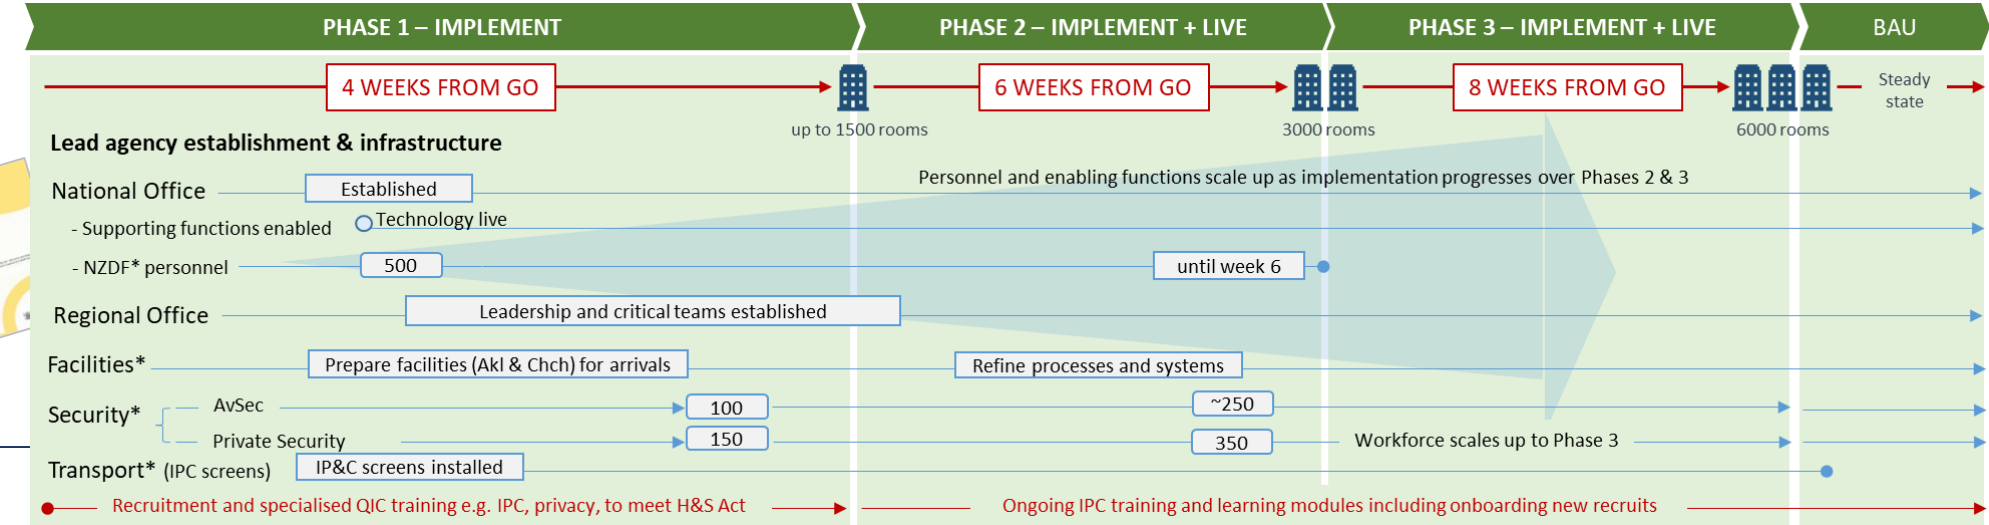 PHASE 1 – IMPLEMENT
PHASE 2 – IMPLEMENT + LIVE
PHASE 3 – IMPLEMENT + LIVE
BAU
4 WEEKS FROM GO
6 WEEKS FROM GO
8 WEEKS FROM GO
Steady
state
up to 1500 rooms
3000 rooms
6000 rooms
Lead agency establishment & infrastructure
National Office
Established
Personnel and enabling functions scale up as implementation progresses over Phases 2 & 3
- Supporting functions enabled
Technology live
- NZDF* personnel
500
until week 6
Regional Office
Leadership and critical teams established
Facilities*
Prepare facilities (Akl & Chch) for arrivals
Refine processes and systems
Security*
AvSec
100
~250
Private Security
150
350
Workforce scales up to Phase 3
Transport* (IPC screens)
IP&C screens installed
Recruitment and specialised QIC training e.g. IPC, privacy, to meet H&S Act
Ongoing IPC training and learning modules including onboarding new recruits